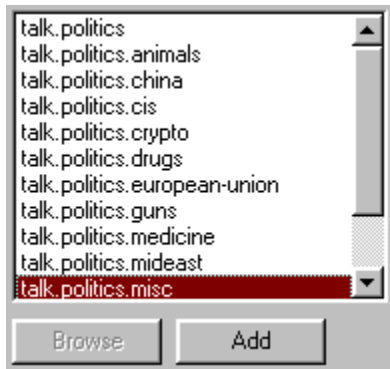 talk.politics
talk.politics.animals
talk.politics.china
talk.politics.cis
talk.politics.crypto
talk.politics.drugs
talk.politics.european-union
talk.politics.guns
talk.politics.medicine
talk.politics.mideast
talk.politics.misc
Browse Add